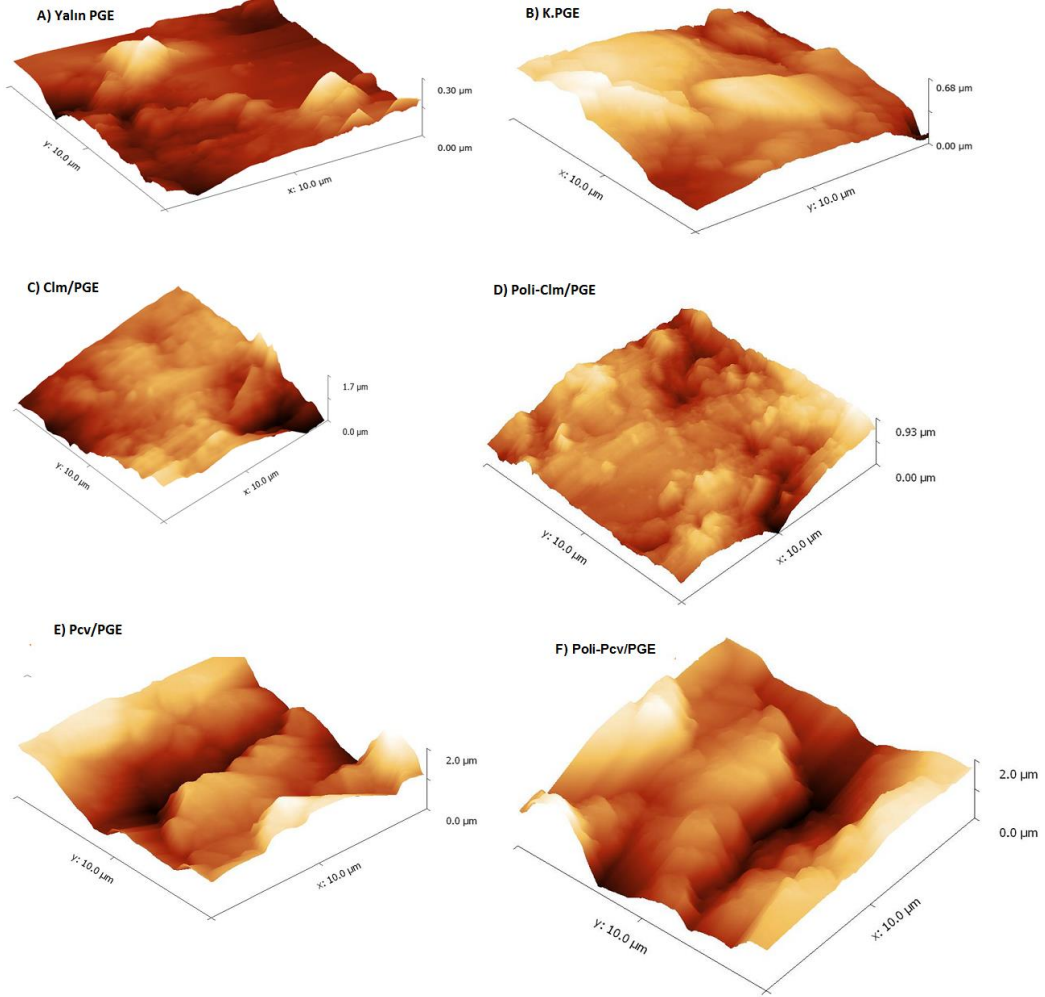 A) Yalın PGE
0.30 µm
0.00 µm
y: 10.0 µm
x: 10.0 µm
B) K.PGE
0.68 µm
0.00 µm
x: 10.0 µm
y: 10.0 µm
C) Clm/PGE
1.7 µm
0.0 µm
y: 10.0 µm
x: 10.0 µm
D) Poli-Clm/PGE
0.93 µm
0.00 µm
y: 10.0 µm
x: 10.0 µm
E) Pcv/PGE
2.0 µm
0.0 µm
y: 10.0 µm
x: 10.0 µm
F) Poli-Pcv/PGE
2.0 µm
0.0 µm
y: 10.0 µm
x: 10.0 µm